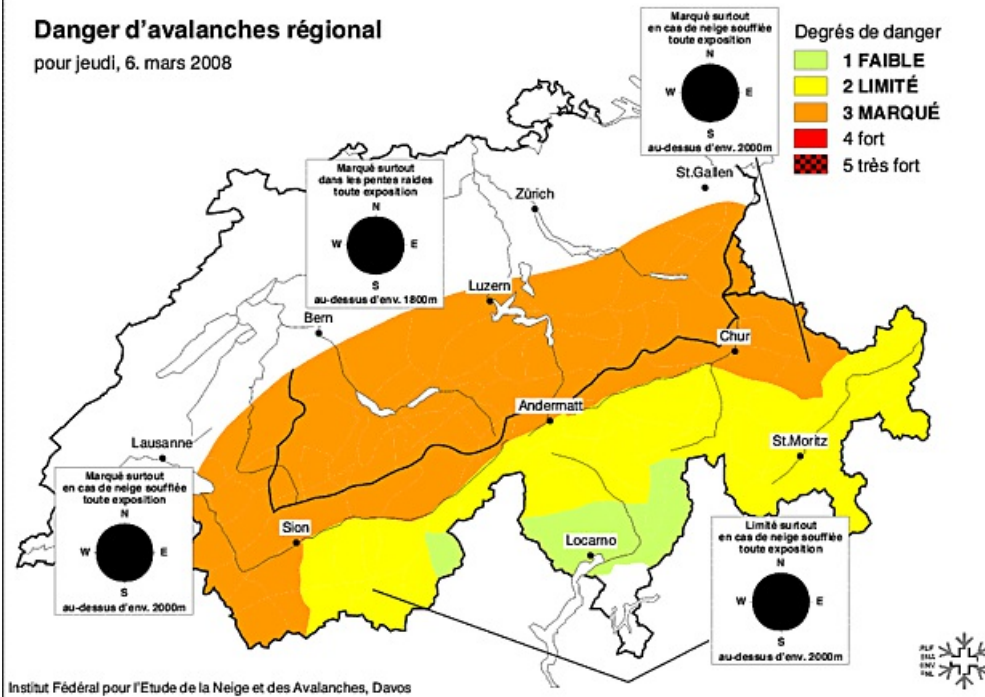 Danger d'avalanches régional
pour jeudi, 6. mars 2008
Marqué surtout
en cas de neige soufflée
toute exposition
N
W E
S
au-dessus d'env. 2000m
Degrés de danger
1 FAIBLE
2 LIMITÉ
3 MARQUÉ
4 fort
5 très fort
Marqué surtout
dans les pentes raides
toute exposition
N
W E
S
au-dessus d'env. 1800m
St.Gallen
Zürich
Luzern
Bern
Chur
Andermatt
St.Moritz
Lausanne
Marqué surtout
en cas de neige soufflée
toute exposition
N
W E
S
au-dessus d'env. 2000m
Sion
Locarno
Limité surtout
en cas de neige soufflée
toute exposition
N
W E
S
au-dessus d'env. 2000m
SLF
Institut Fédéral pour l'Etude de la Neige et des Avalanches, Davos